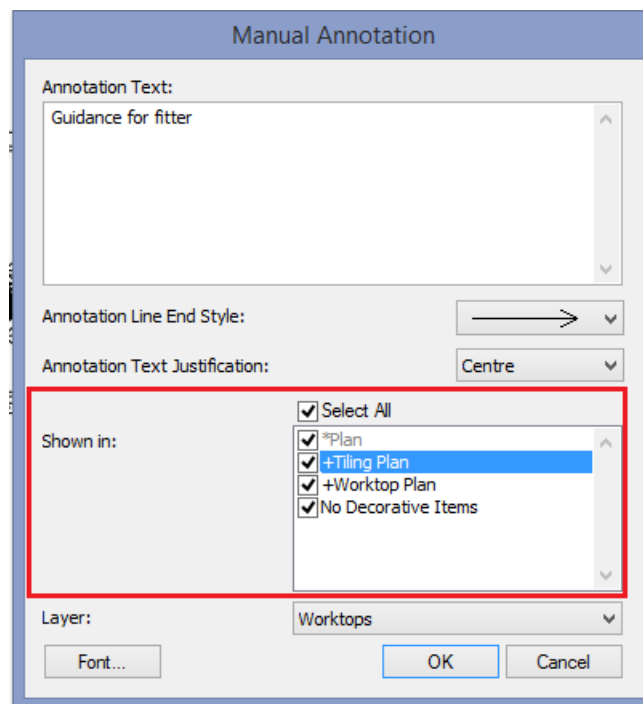 Manual Annotation
Annotation Text:
Guidance for fitter
Annotation Line End Style:
Annotation Text Justification: Centre
Select All
Shown in: *Plan
+Tiling Plan
+Worktop Plan
No Decorative Items
Layer: Worktops
Font... OK Cancel